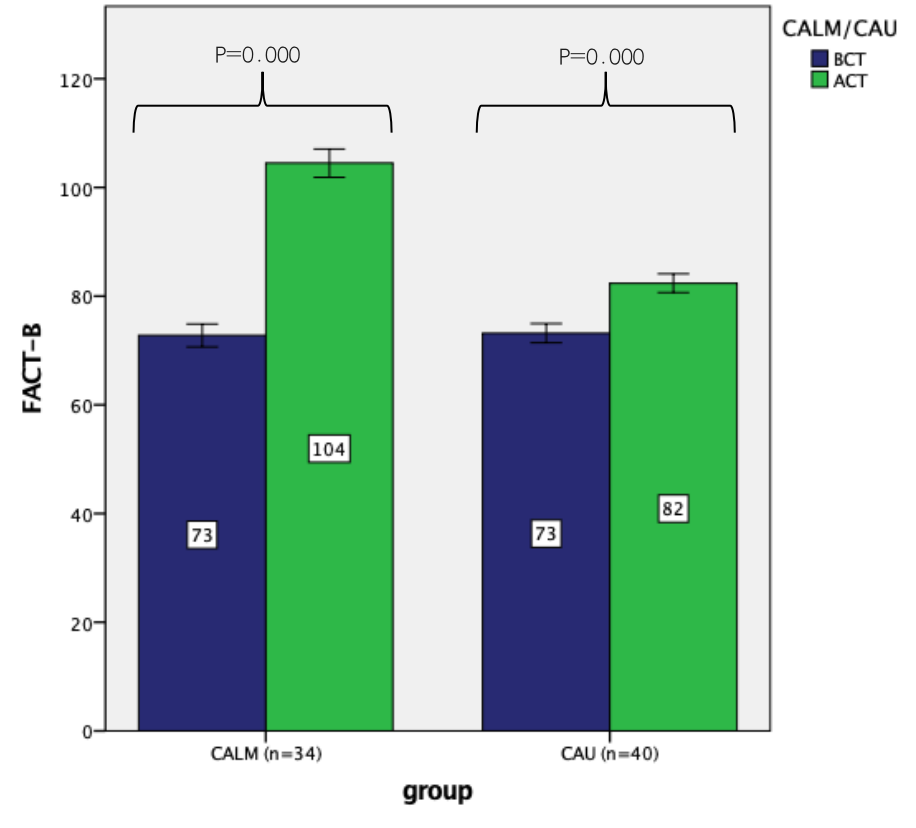 CALM/CAU
BCT
ACT
P=0.000
P=0.000
FACT-B
120
100
80
60
40
20
0
104
73
73
82
CALM (n=34)
CAU (n=40)
group